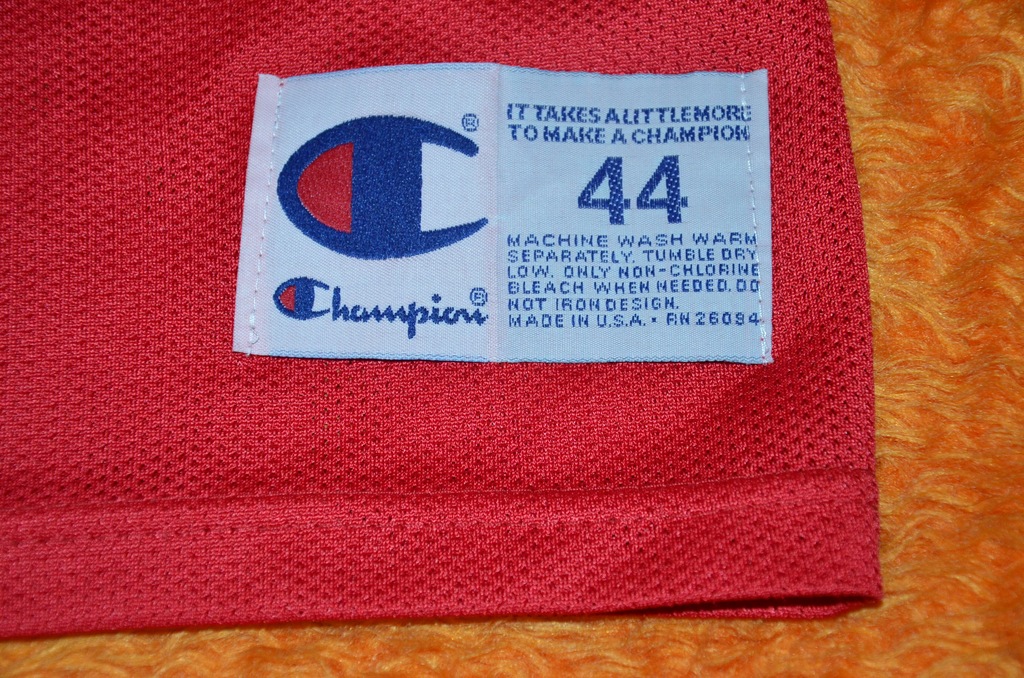 Champion®
IT TAKES A LITTLE MORE
TO MAKE A CHAMPION
44
MACHINE WASH WARM
SEPARATELY. TUMBLE DRY
LOW. ONLY NON-CHLORINE
BLEACH WHEN NEEDED. DO
NOT IRON DESIGN.
MADE IN U.S.A. • RN 26094